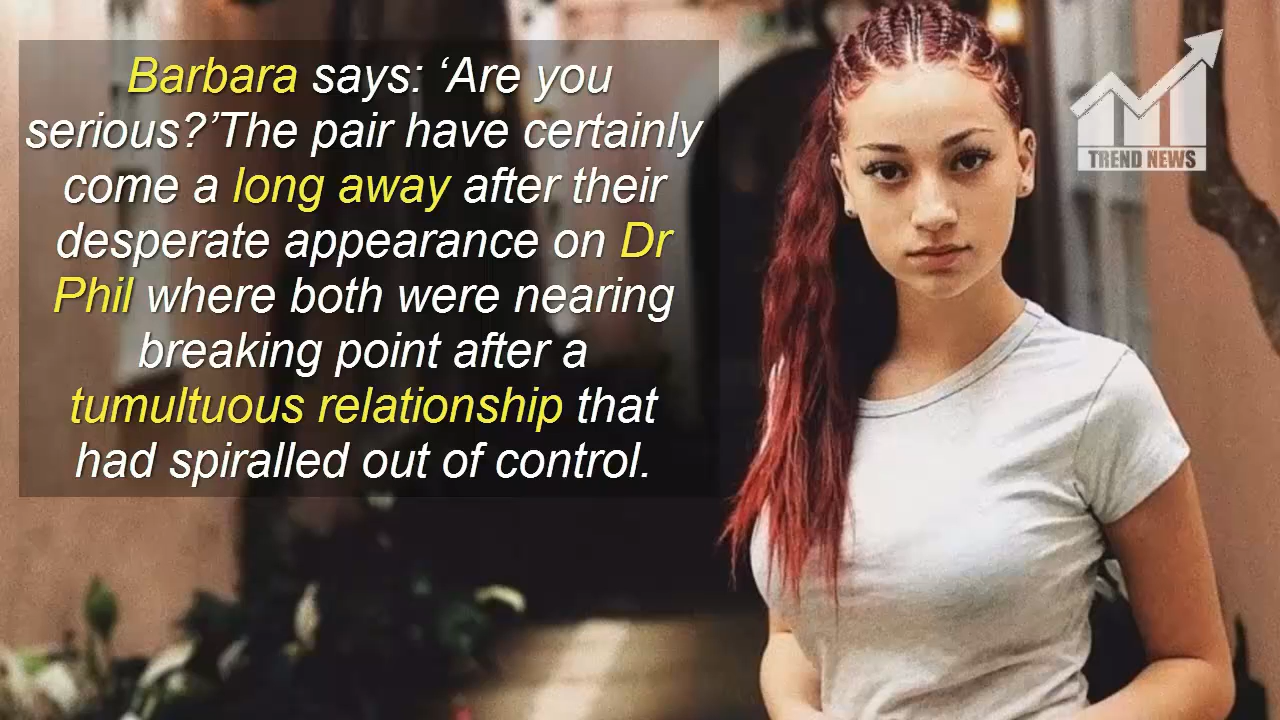 Barbara says: ‘Are you
serious?’The pair have certainly
come a long away after their
desperate appearance on Dr
Phil where both were nearing
breaking point after a
tumultuous relationship that
had spiralled out of control.
TREND NEWS